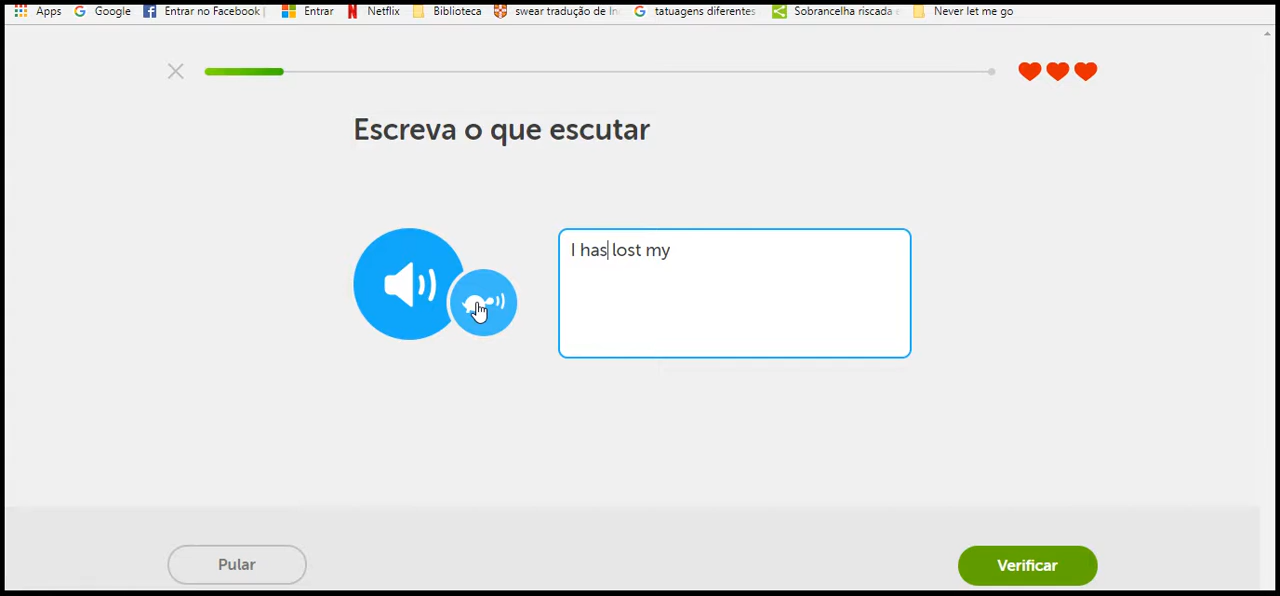 Apps Google Entrar no Facebook Entrar Netflix Biblioteca swear tradução de In tatuagens diferentes Sobrancelha riscada e Never let me go
Escreva o que escutar
I has lost my
Pular Verificar